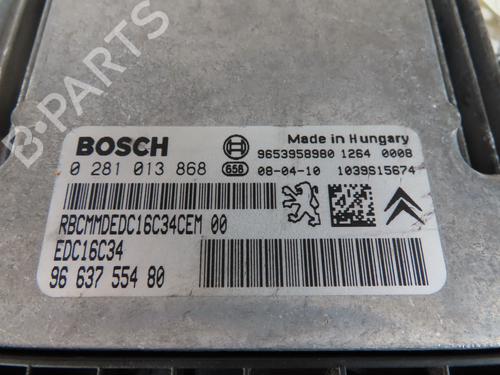 B-PARTS
BOSCH
Made in Hungary
9653958980 1264 0008
0 281 013 868
658
08-04-10
1039S15674
RBCMMDEDC16C34CEM 00
EDC16C34
96 637 554 80